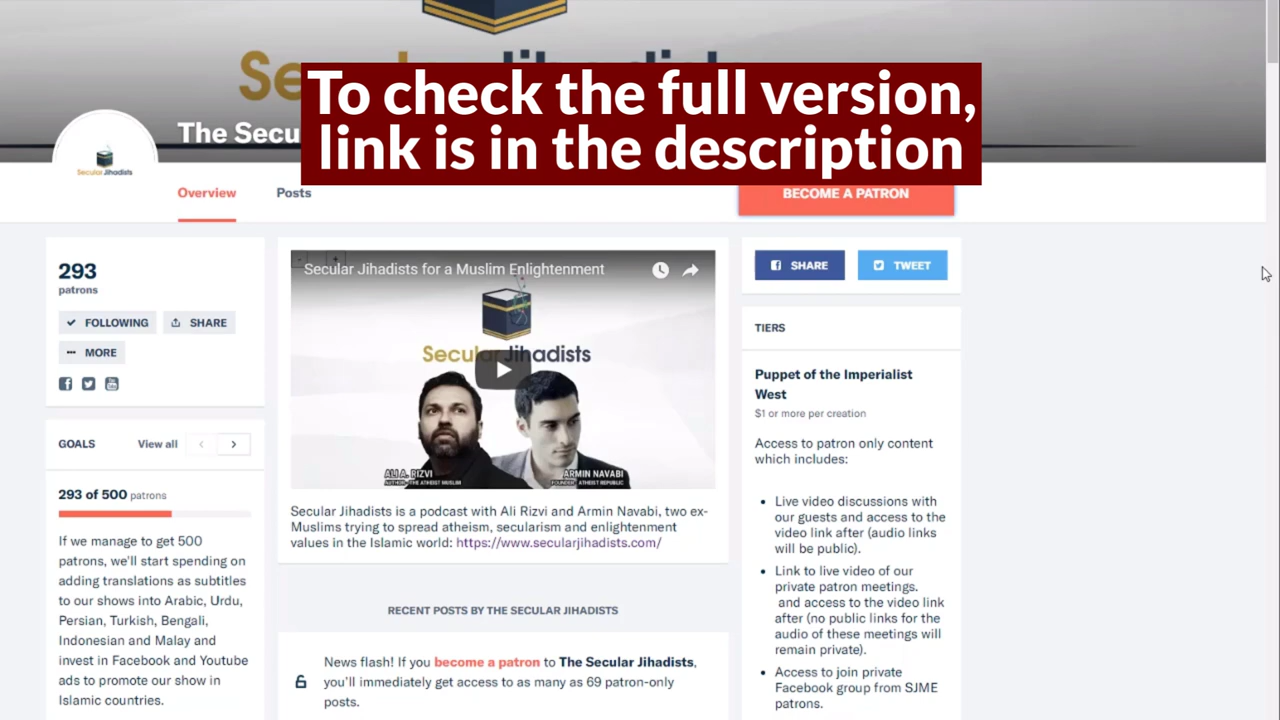 Secular Jihadists
To check the full version,
link is in the description
The Secu
Secular Jihadists
Overview
Posts
BECOME A PATRON
293
patrons
FOLLOWING
SHARE
MORE
GOALS
View all
293 of 500 patrons
If we manage to get 500
patrons, we'll start spending on
adding translations as subtitles
to our shows into Arabic, Urdu,
Persian, Turkish, Bengali,
Indonesian and Malay and
invest in Facebook and Youtube
ads to promote our show in
Islamic countries.
Secular Jihadists for a Muslim Enlightenment
Secular Jihadists
ALI A. RIZVI
AUTHOR - THE ATHEIST MUSLIM
ARMIN NAVABI
FOUNDER - ATHEIST REPUBLIC
Secular Jihadists is a podcast with Ali Rizvi and Armin Navabi, two ex-
Muslims trying to spread atheism, secularism and enlightenment
values in the Islamic world: https://www.secularjihadists.com/
RECENT POSTS BY THE SECULAR JIHADISTS
News flash! If you become a patron to The Secular Jihadists,
you'll immediately get access to as many as 69 patron-only
posts.
SHARE
TWEET
TIERS
Puppet of the Imperialist
West
$1 or more per creation
Access to patron only content
which includes:
• Live video discussions with
our guests and access to the
video link after (audio links
will be public).
• Link to live video of our
private patron meetings.
and access to the video link
after (no public links for the
audio of these meetings will
remain private).
• Access to join private
Facebook group from SJME
patrons.